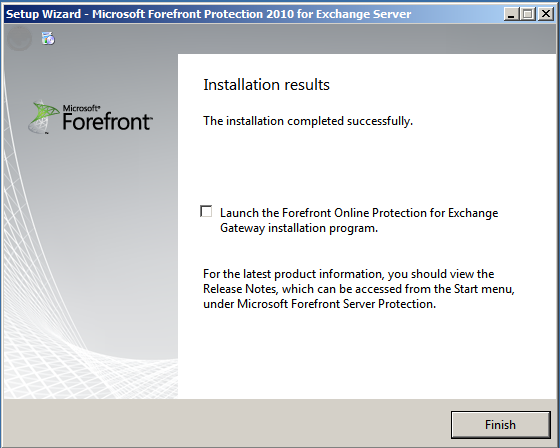 Setup Wizard - Microsoft Forefront Protection 2010 for Exchange Server
Microsoft®
Forefront™
Installation results
The installation completed successfully.
Launch the Forefront Online Protection for Exchange
Gateway installation program.
For the latest product information, you should view the
Release Notes, which can be accessed from the Start menu,
under Microsoft Forefront Server Protection.
Finish